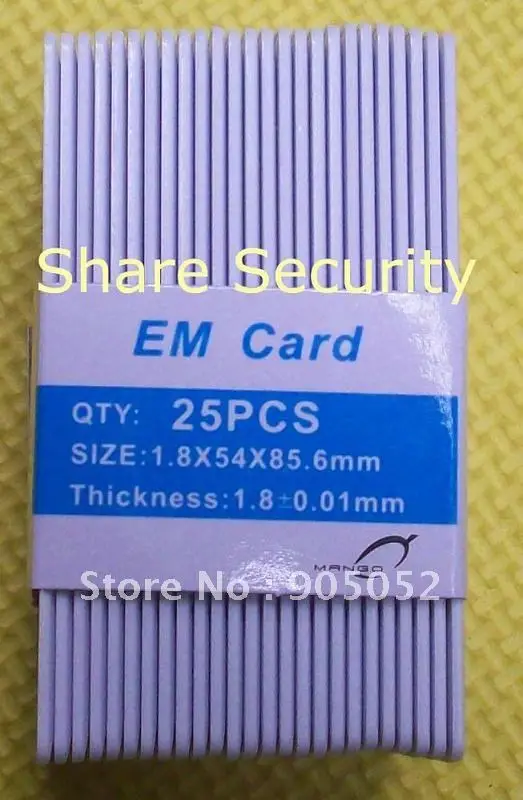 Share Security
EM Card
QTY: 25PCS
SIZE:1.8X54X85.6mm
Thickness:1.8±0.01mm
MANGO
Store No : 905052